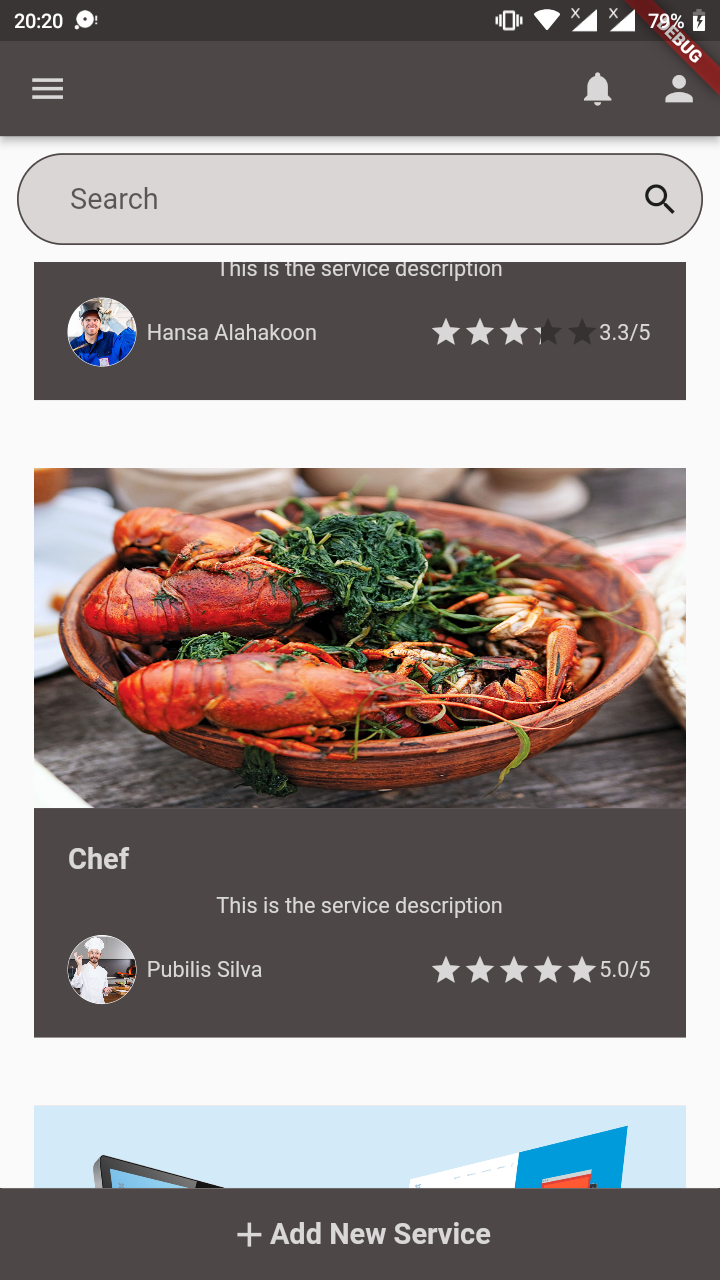 20:20
79%
DEBUG
Search
This is the service description
Hansa Alahakoon
3.3/5
Chef
This is the service description
Pubilis Silva
5.0/5
Add New Service